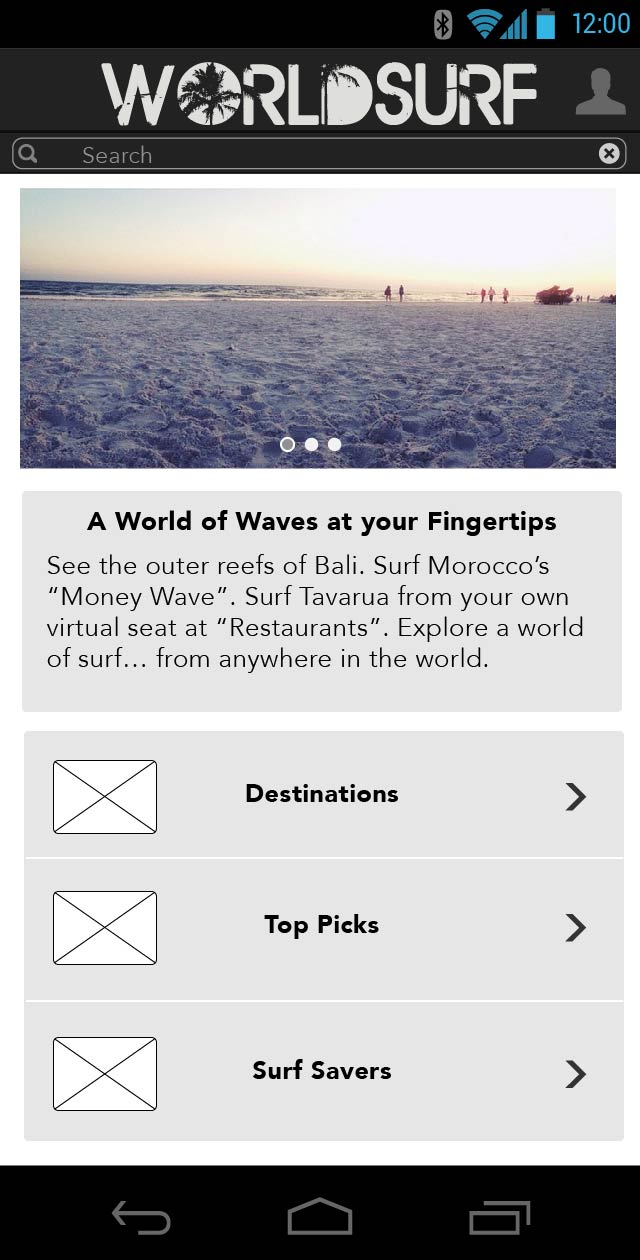 12:00
WORLDSURF
Search
A World of Waves at your Fingertips
See the outer reefs of Bali. Surf Morocco’s
“Money Wave”. Surf Tavarua from your own
virtual seat at “Restaurants”. Explore a world
of surf... from anywhere in the world.
Destinations
Top Picks
Surf Savers